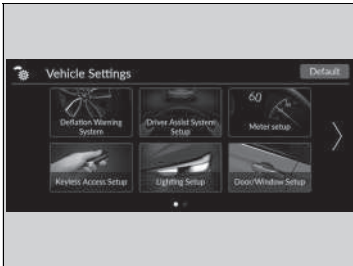 Vehicle Settings
Default
Deflation Warning
System
Driver Assist System
Setup
60
Meter setup
Keyless Access Setup
Lighting Setup
Door/Window Setup